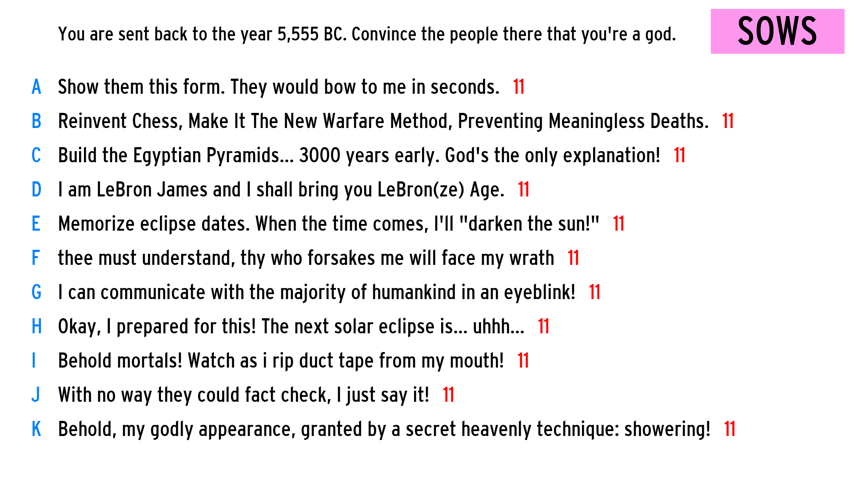 You are sent back to the year 5,555 BC. Convince the people there that you're a god.
SOWS
A Show them this form. They would bow to me in seconds. 11
B Reinvent Chess, Make It The New Warfare Method, Preventing Meaningless Deaths. 11
C Build the Egyptian Pyramids... 3000 years early. God's the only explanation! 11
D I am LeBron James and I shall bring you LeBron(ze) Age. 11
E Memorize eclipse dates. When the time comes, I'll "darken the sun!" 11
F thee must understand, thy who forsakes me will face my wrath 11
G I can communicate with the majority of humankind in an eyeblink! 11
H Okay, I prepared for this! The next solar eclipse is... uhhh... 11
I Behold mortals! Watch as i rip duct tape from my mouth! 11
J With no way they could fact check, I just say it! 11
K Behold, my godly appearance, granted by a secret heavenly technique: showering! 11